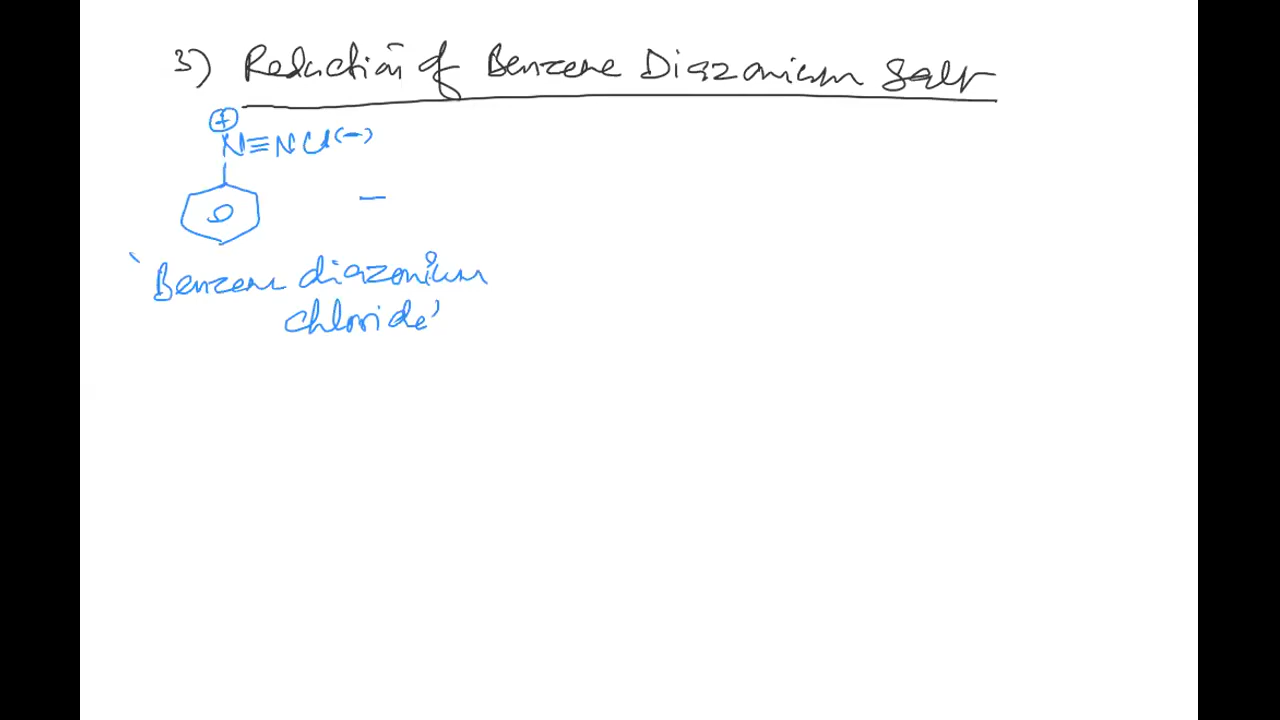 3) Reduction of Benzene Diazonium Salt
⊕
N≡NCl(−)
'Benzene diazonium
chloride'